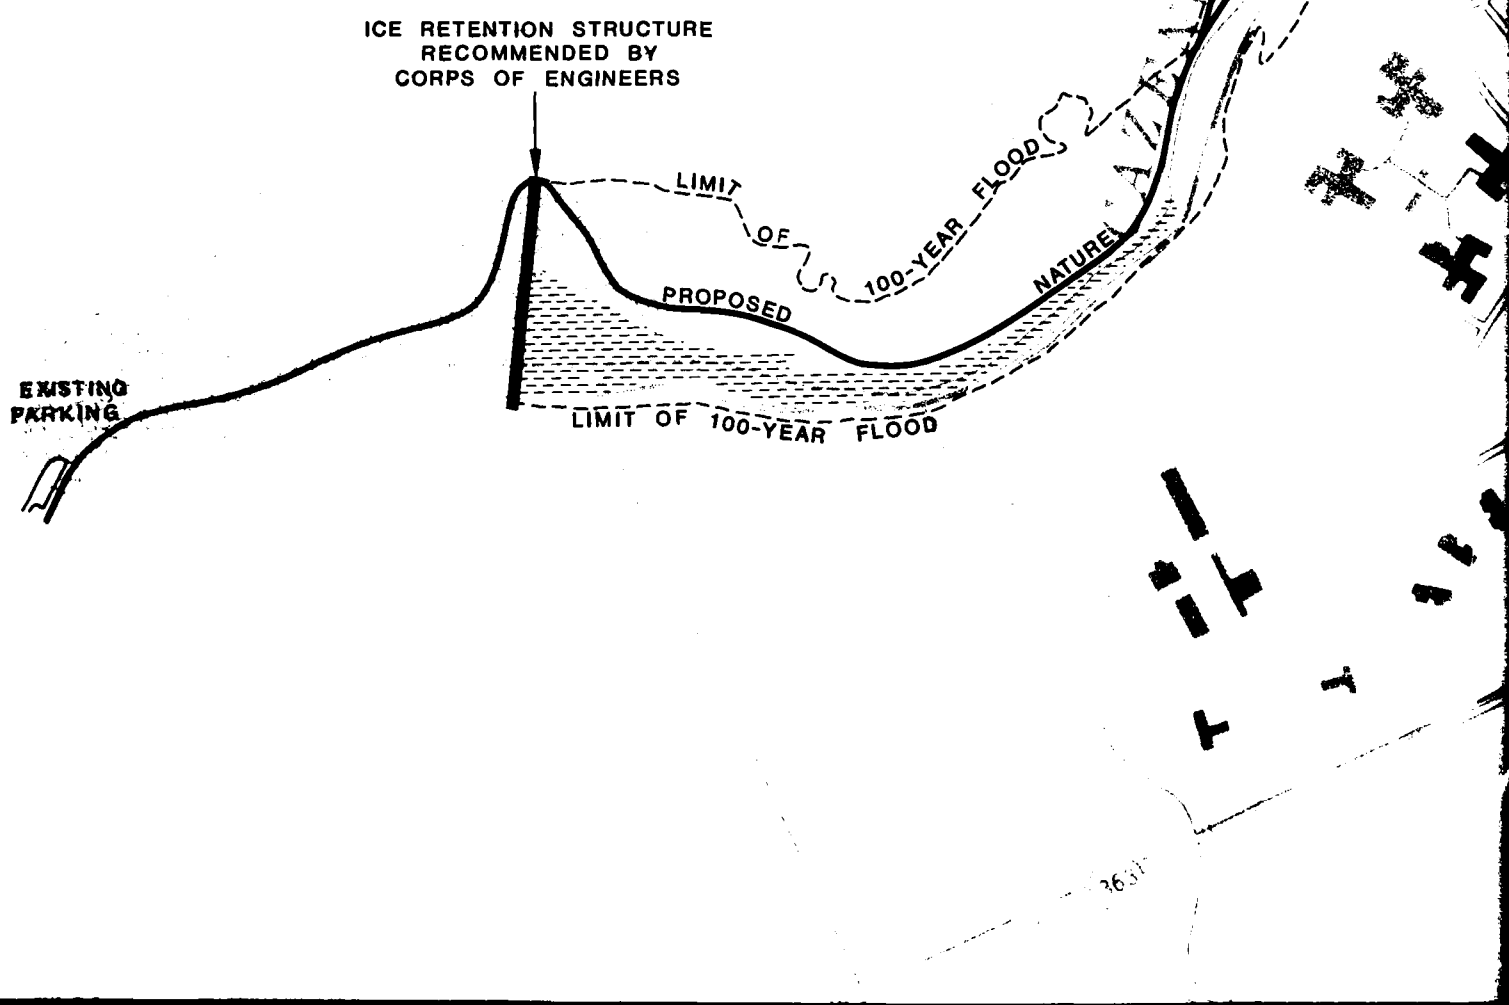 ICE RETENTION STRUCTURE
RECOMMENDED BY
CORPS OF ENGINEERS
LIMIT
OF
100-YEAR FLOOD
PROPOSED
NATURE
EXISTING
PARKING
LIMIT OF 100-YEAR FLOOD